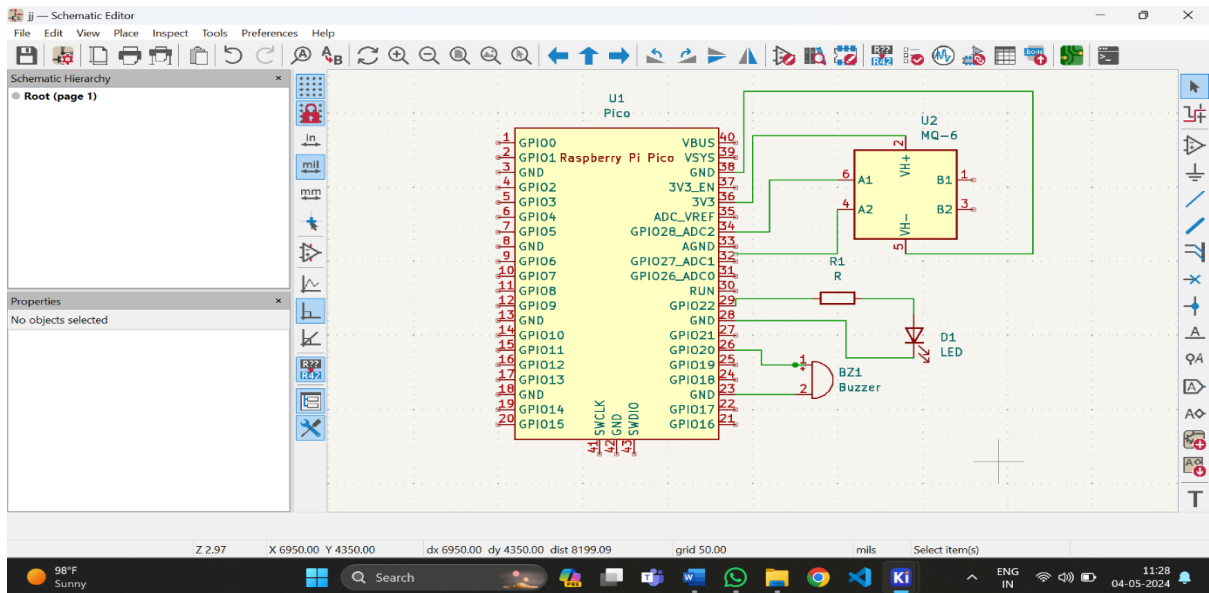 jj — Schematic Editor
File Edit View Place Inspect Tools Preferences Help
Schematic Hierarchy
Root (page 1)
Properties
No objects selected
in
mil
mm
R??
R42
U1
Pico
Raspberry Pi Pico
1 GPIO0
2 GPIO1
3 GND
4 GPIO2
5 GPIO3
6 GPIO4
7 GPIO5
8 GND
9 GPIO6
10 GPIO7
11 GPIO8
12 GPIO9
13 GND
14 GPIO10
15 GPIO11
16 GPIO12
17 GPIO13
18 GND
19 GPIO14
20 GPIO15
VBUS 40
VSYS 39
GND 38
3V3_EN 37
3V3 36
ADC_VREF 35
GPIO28_ADC2 34
AGND 33
GPIO27_ADC1 32
GPIO26_ADC0 31
RUN 30
GPIO22 29
GND 28
GPIO21 27
GPIO20 26
GPIO19 25
GPIO18 24
GND 23
GPIO17 22
GPIO16 21
SWCLK 41
GND 42
SWDIO 43
U2
MQ-6
2 VH+
6 A1
4 A2
B1 1
B2 3
VH- 5
R1
R
D1
LED
1
+
2
BZ1
Buzzer
Z 2.97 X 6950.00 Y 4350.00 dx 6950.00 dy 4350.00 dist 8199.09 grid 50.00 mils Select item(s)
98°F
Sunny
Search
Ki
ENG
IN
11:28
04-05-2024